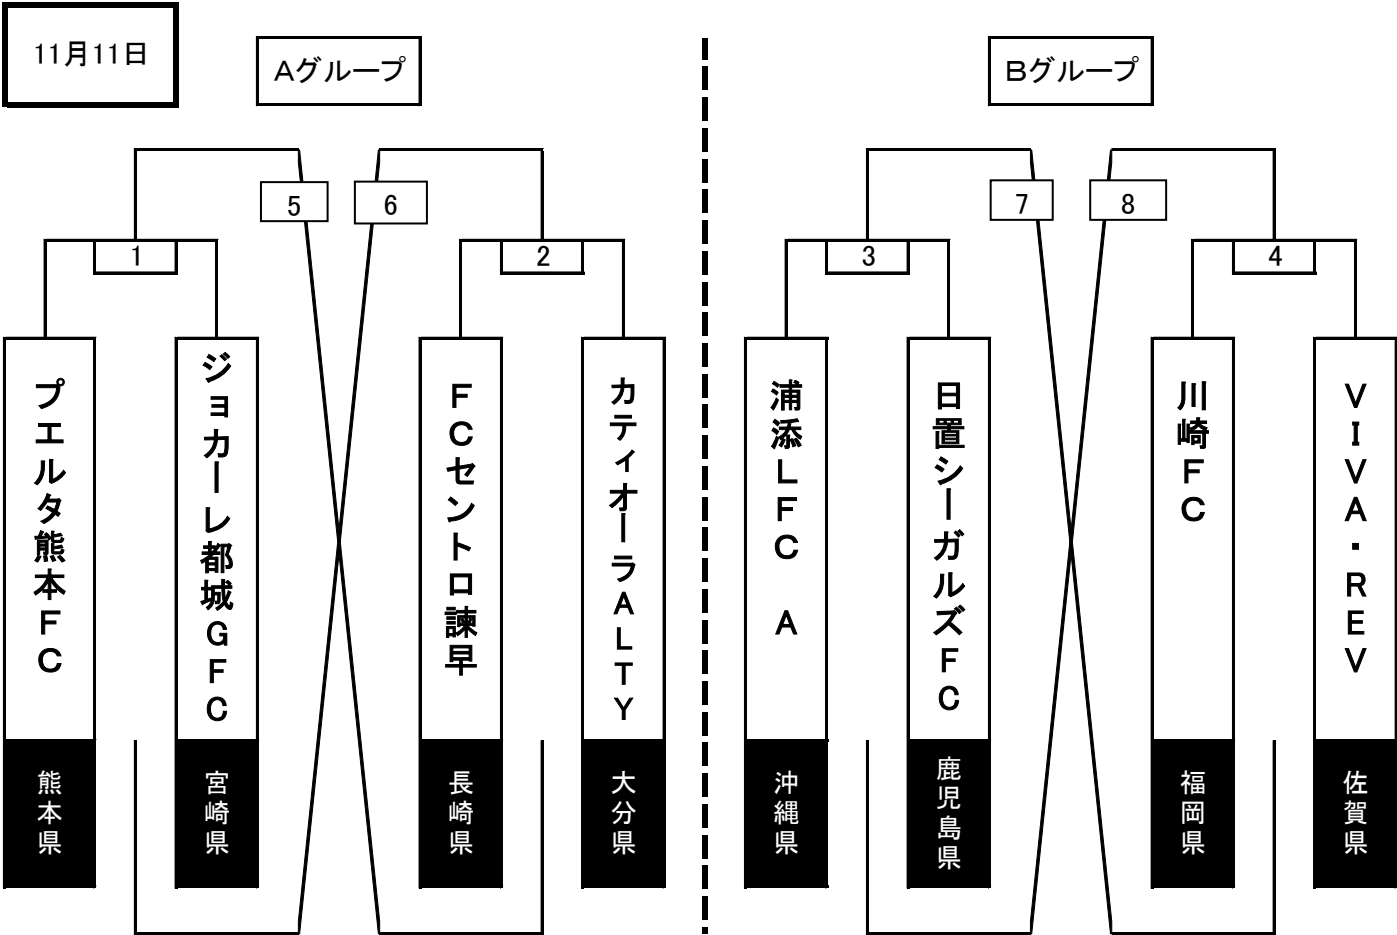 11月11日
Aグループ
Bグループ
5
6
7
8
1
2
3
4
プエルタ熊本FC
ジョカーレ都城GFC
FCセントロ諫早
カティオーラALTY
浦添LFC　A
日置シーガルズFC
川崎FC
VIVA・REV
熊本県
宮崎県
長崎県
大分県
沖縄県
鹿児島県
福岡県
佐賀県